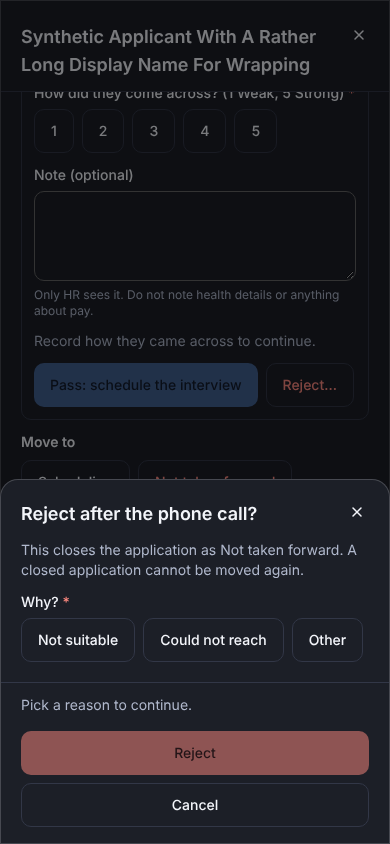 Synthetic Applicant With A Rather
Long Display Name For Wrapping
How did they come across? (1 Weak, 5 Strong) *
1 2 3 4 5
Note (optional)
Only HR sees it. Do not note health details or anything
about pay.
Record how they came across to continue.
Pass: schedule the interview Reject...
Move to
Reject after the phone call?
This closes the application as Not taken forward. A
closed application cannot be moved again.
Why? *
Not suitable Could not reach Other
Pick a reason to continue.
Reject
Cancel